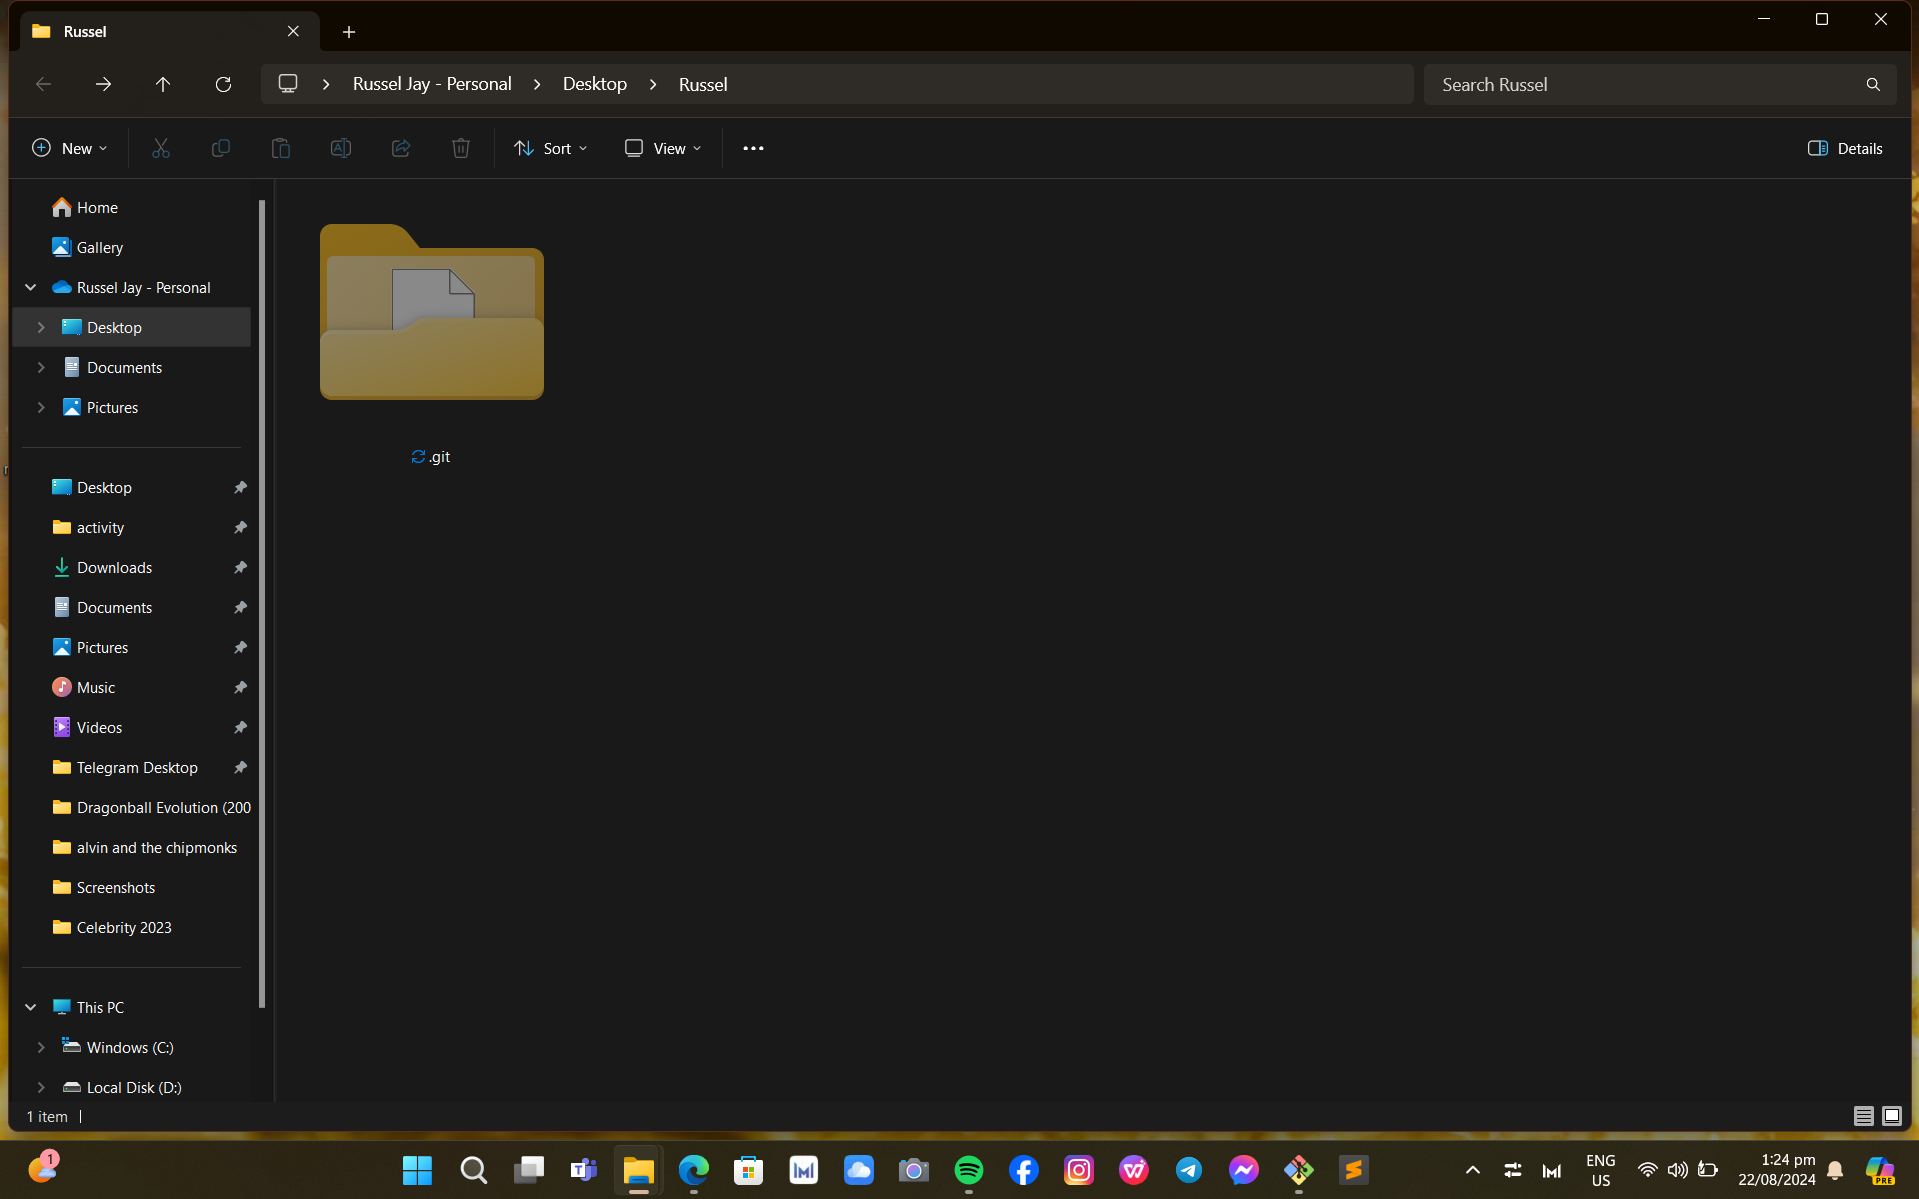 Russel
Russel Jay - Personal > Desktop > Russel
Search Russel
New
Sort
View
Details
Home
Gallery
Russel Jay - Personal
Desktop
Documents
Pictures
Desktop
activity
Downloads
Documents
Pictures
Music
Videos
Telegram Desktop
Dragonball Evolution (200
alvin and the chipmonks
Screenshots
Celebrity 2023
This PC
Windows (C:)
Local Disk (D:)
.git
1 item
1
ENG
US
1:24 pm
22/08/2024
PRE